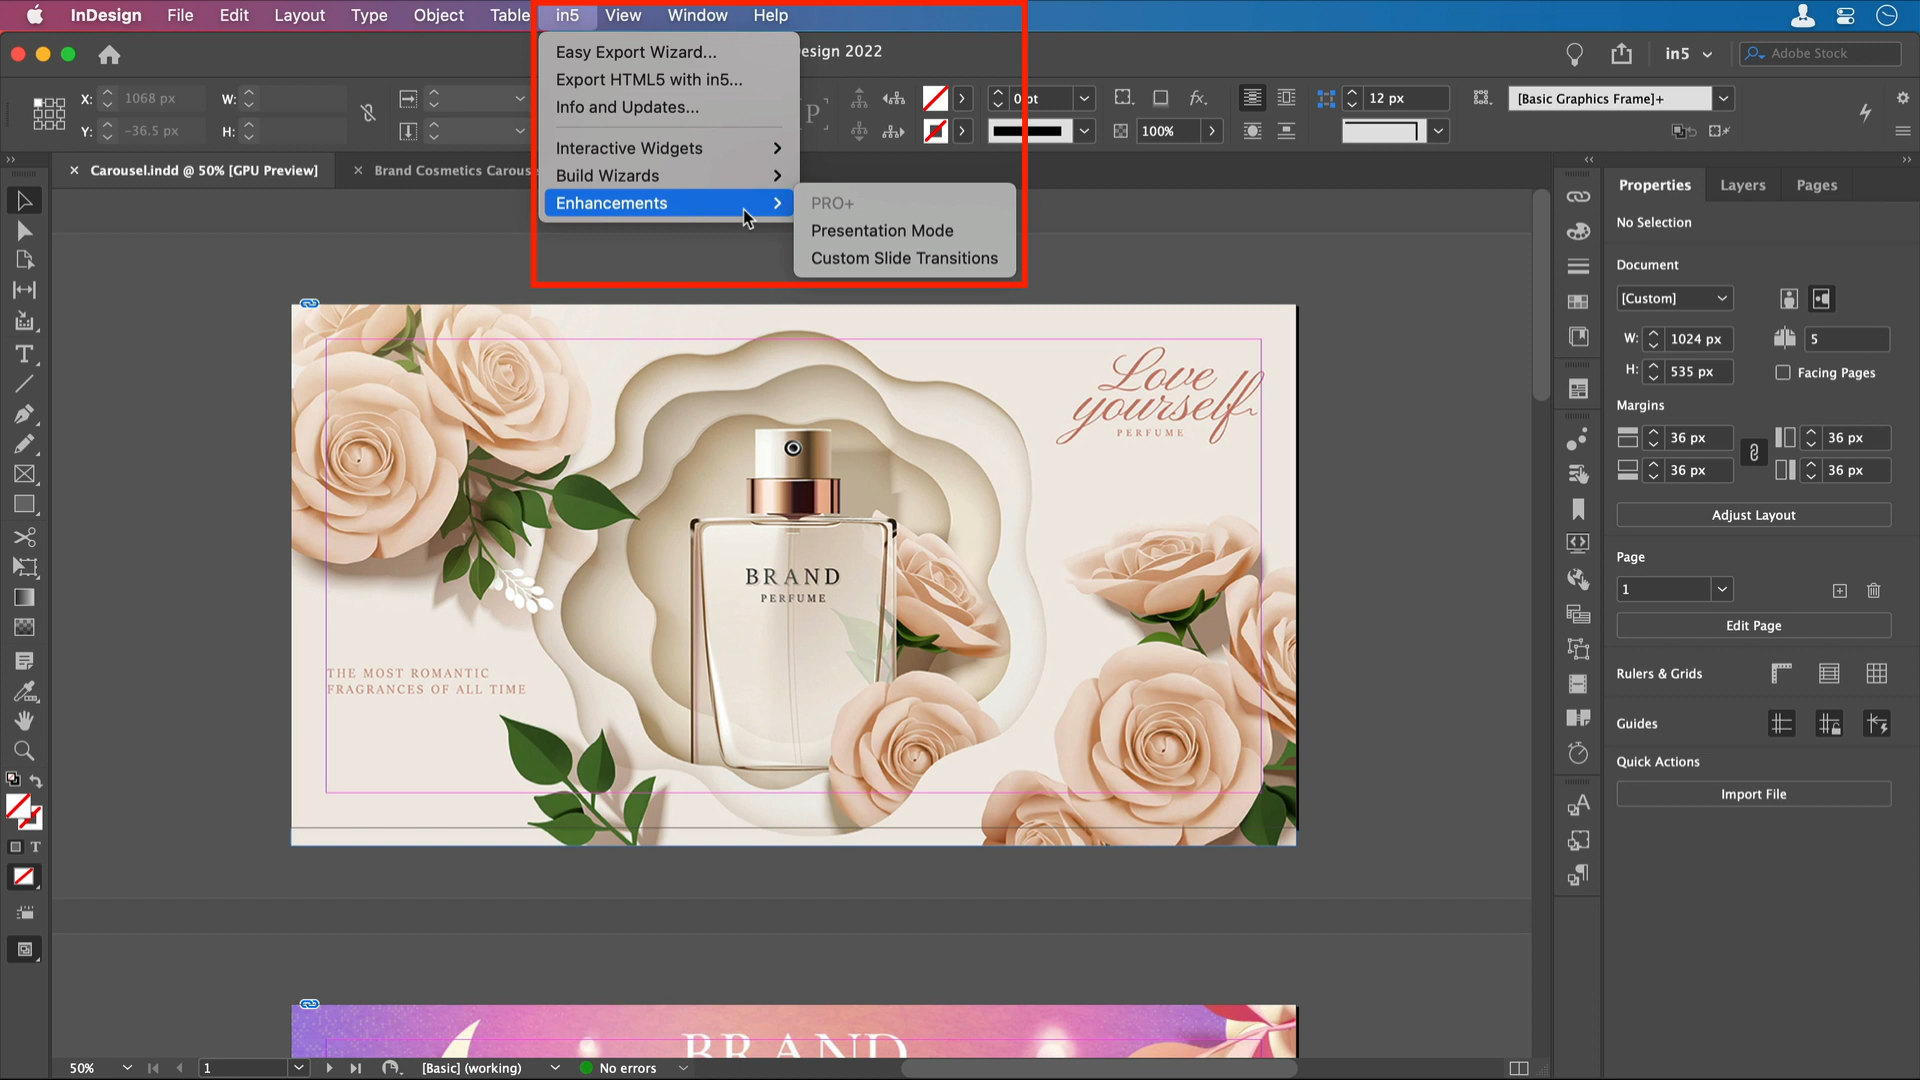 InDesign File Edit Layout Type Object Table in5 View Window Help
esign 2022
in5
Adobe Stock
Easy Export Wizard...
Export HTML5 with in5...
Info and Updates...
Interactive Widgets
Build Wizards
Enhancements
PRO+
Presentation Mode
Custom Slide Transitions
X: 1068 px W:
Y: -36.5 px H:
P
0 pt
fx.
12 px
[Basic Graphics Frame]+
100%
× Carousel.indd @ 50% [GPU Preview] × Brand Cosmetics Carous
Properties Layers Pages
No Selection
Document
[Custom]
W: 1024 px 5
H: 535 px Facing Pages
Margins
36 px 36 px
36 px 36 px
Adjust Layout
Page
1
Edit Page
Rulers & Grids
Guides
Quick Actions
Import File
Love
yourself
PERFUME
BRAND
PERFUME
THE MOST ROMANTIC
FRAGRANCES OF ALL TIME
BRAND
T
50% 1 [Basic] (working) No errors